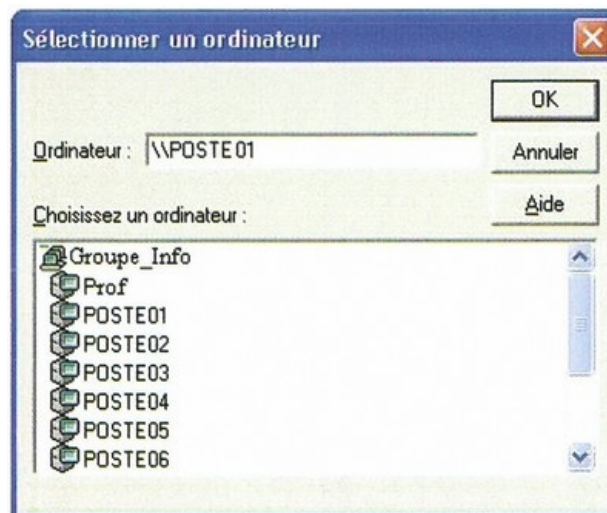 Sélectionner un ordinateur
OK
Ordinateur : \\POSTE01
Annuler
Aide
Choisissez un ordinateur :
Groupe_Info
Prof
POSTE01
POSTE02
POSTE03
POSTE04
POSTE05
POSTE06